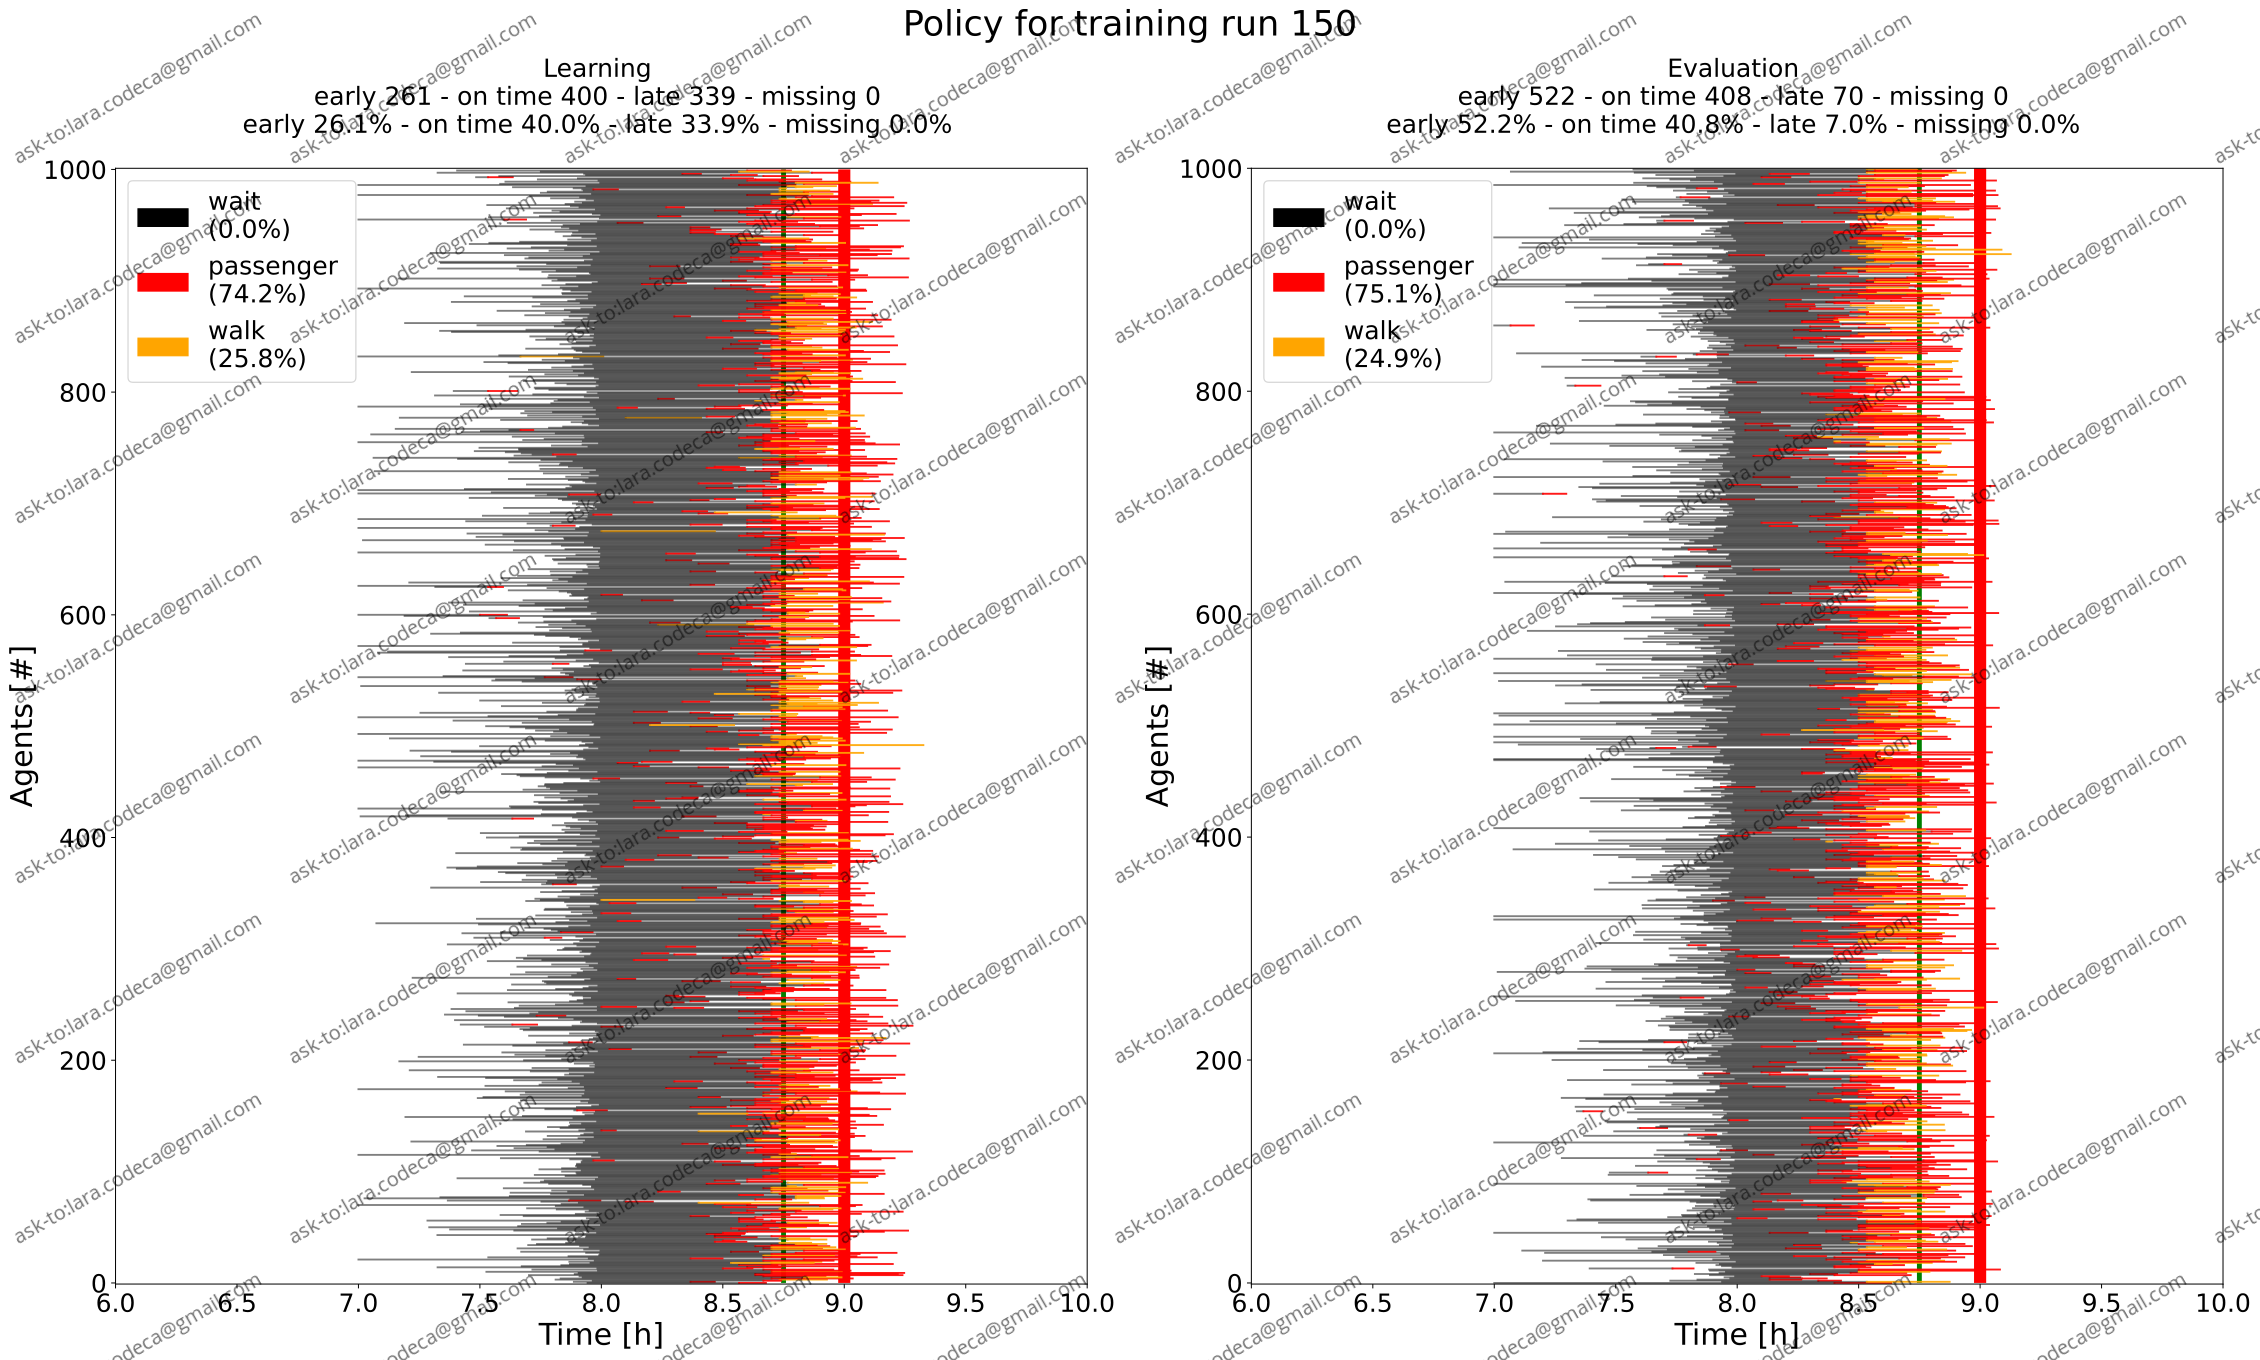 Policy for training run 150
Learning
early 261 - on time 400 - late 339 - missing 0
early 26.1% - on time 40.0% - late 33.9% - missing 0.0%
Evaluation
early 522 - on time 408 - late 70 - missing 0
early 52.2% - on time 40.8% - late 7.0% - missing 0.0%
wait
(0.0%)
passenger
(74.2%)
walk
(25.8%)
wait
(0.0%)
passenger
(75.1%)
walk
(24.9%)
Agents [#]
1000
800
600
400
200
0
6.0 6.5 7.0 7.5 8.0 8.5 9.0 9.5 10.0
Time [h]
Agents [#]
1000
800
600
400
200
0
6.0 6.5 7.0 7.5 8.0 8.5 9.0 9.5 10.0
Time [h]
ask-to:lara.codeca@gmail.com